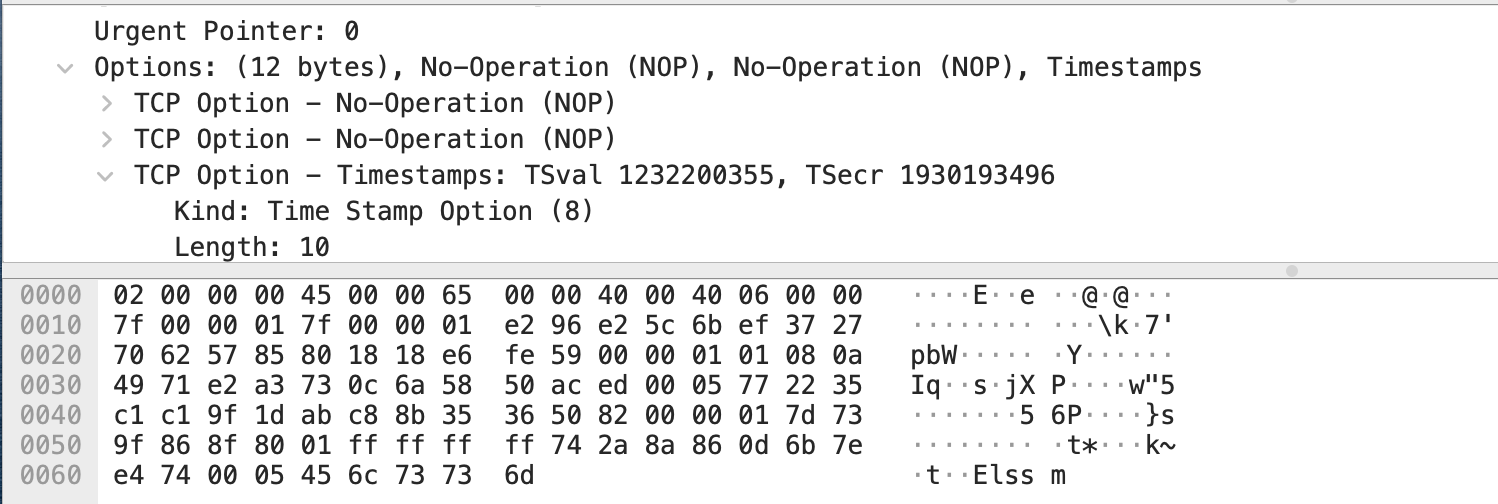 Urgent Pointer: 0
Options: (12 bytes), No-Operation (NOP), No-Operation (NOP), Timestamps
TCP Option – No-Operation (NOP)
TCP Option – No-Operation (NOP)
TCP Option – Timestamps: TSval 1232200355, TSecr 1930193496
Kind: Time Stamp Option (8)
Length: 10
0000 02 00 00 00 45 00 00 65 00 00 40 00 40 06 00 00 ····E··e ··@·@···
0010 7f 00 00 01 7f 00 00 01 e2 96 e2 5c 6b ef 37 27 ········ ···\k·7'
0020 70 62 57 85 80 18 18 e6 fe 59 00 00 01 01 08 0a pbW····· ·Y······
0030 49 71 e2 a3 73 0c 6a 58 50 ac ed 00 05 77 22 35 Iq··s·jX P····w"5
0040 c1 c1 9f 1d ab c8 8b 35 36 50 82 00 00 01 7d 73 ·······5 6P····}s
0050 9f 86 8f 80 01 ff ff ff ff 74 2a 8a 86 0d 6b 7e ········ ·t*···k~
0060 e4 74 00 05 45 6c 73 73 6d ·t··Elss m